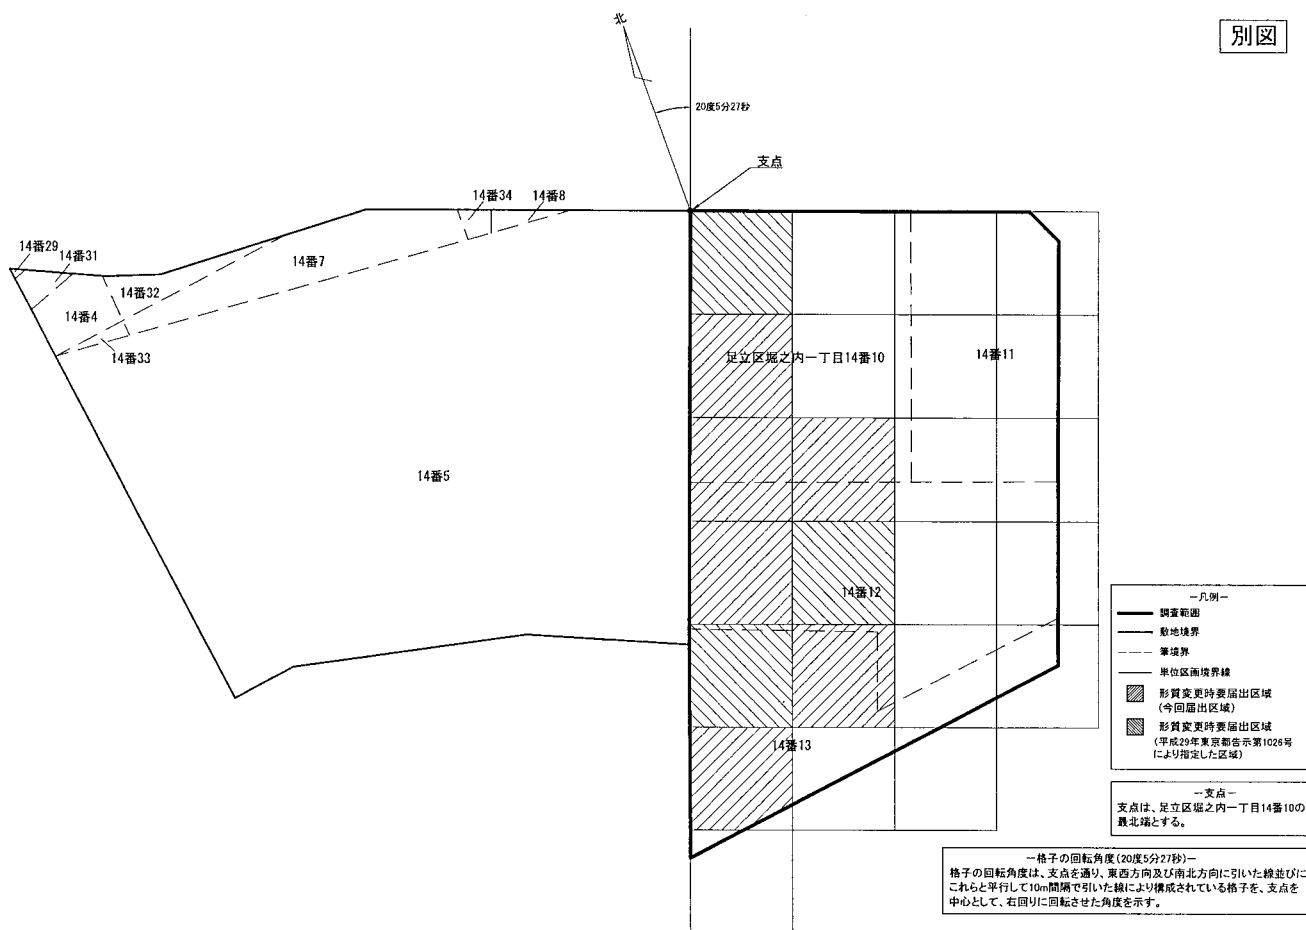 別図
北
20度5分27秒
支点
14番34
14番8
14番29
14番31
14番7
14番32
14番4
14番33
足立区堀之内一丁目14番10
14番11
14番5
14番12
14番13
－凡例－
調査範囲
敷地境界
筆境界
単位区画境界線
形質変更時要届出区域
(今回届出区域)
形質変更時要届出区域
(平成29年東京都告示第1026号
により指定した区域)
－支点－
支点は、足立区堀之内一丁目14番10の
最北端とする。
－格子の回転角度(20度5分27秒)－
格子の回転角度は、支点を通り、東西方向及び南北方向に引いた線並びに
これらと平行して10m間隔で引いた線により構成されている格子を、支点を
中心として、右回りに回転させた角度を示す。